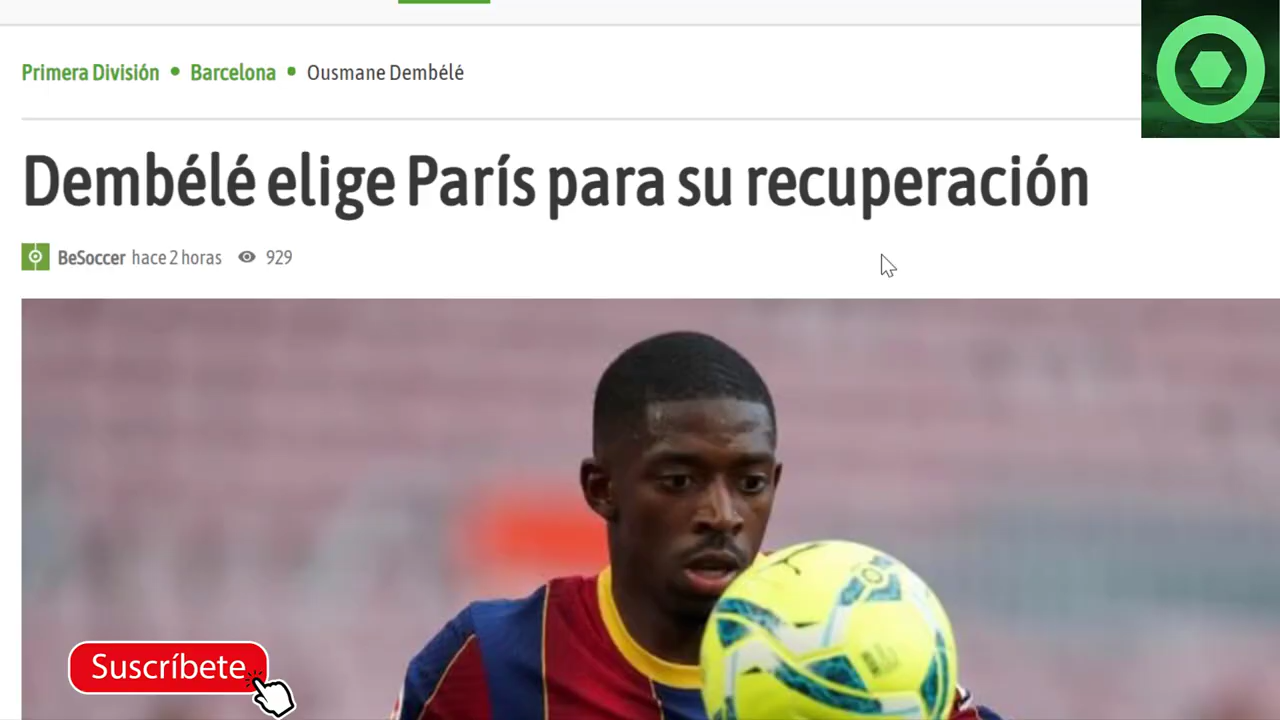 Primera División • Barcelona • Ousmane Dembélé
Dembélé elige París para su recuperación
BeSoccer hace 2 horas 929
Suscríbete